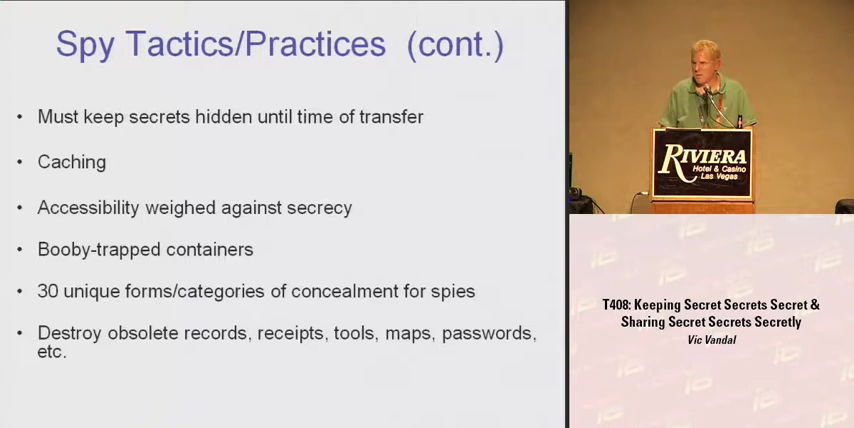 Spy Tactics/Practices (cont.)
• Must keep secrets hidden until time of transfer
• Caching
• Accessibility weighed against secrecy
• Booby-trapped containers
• 30 unique forms/categories of concealment for spies
• Destroy obsolete records, receipts, tools, maps, passwords,
etc.
RIVIERA
Hotel & Casino
Las Vegas
T408: Keeping Secret Secrets Secret &
Sharing Secret Secrets Secretly
Vic Vandal